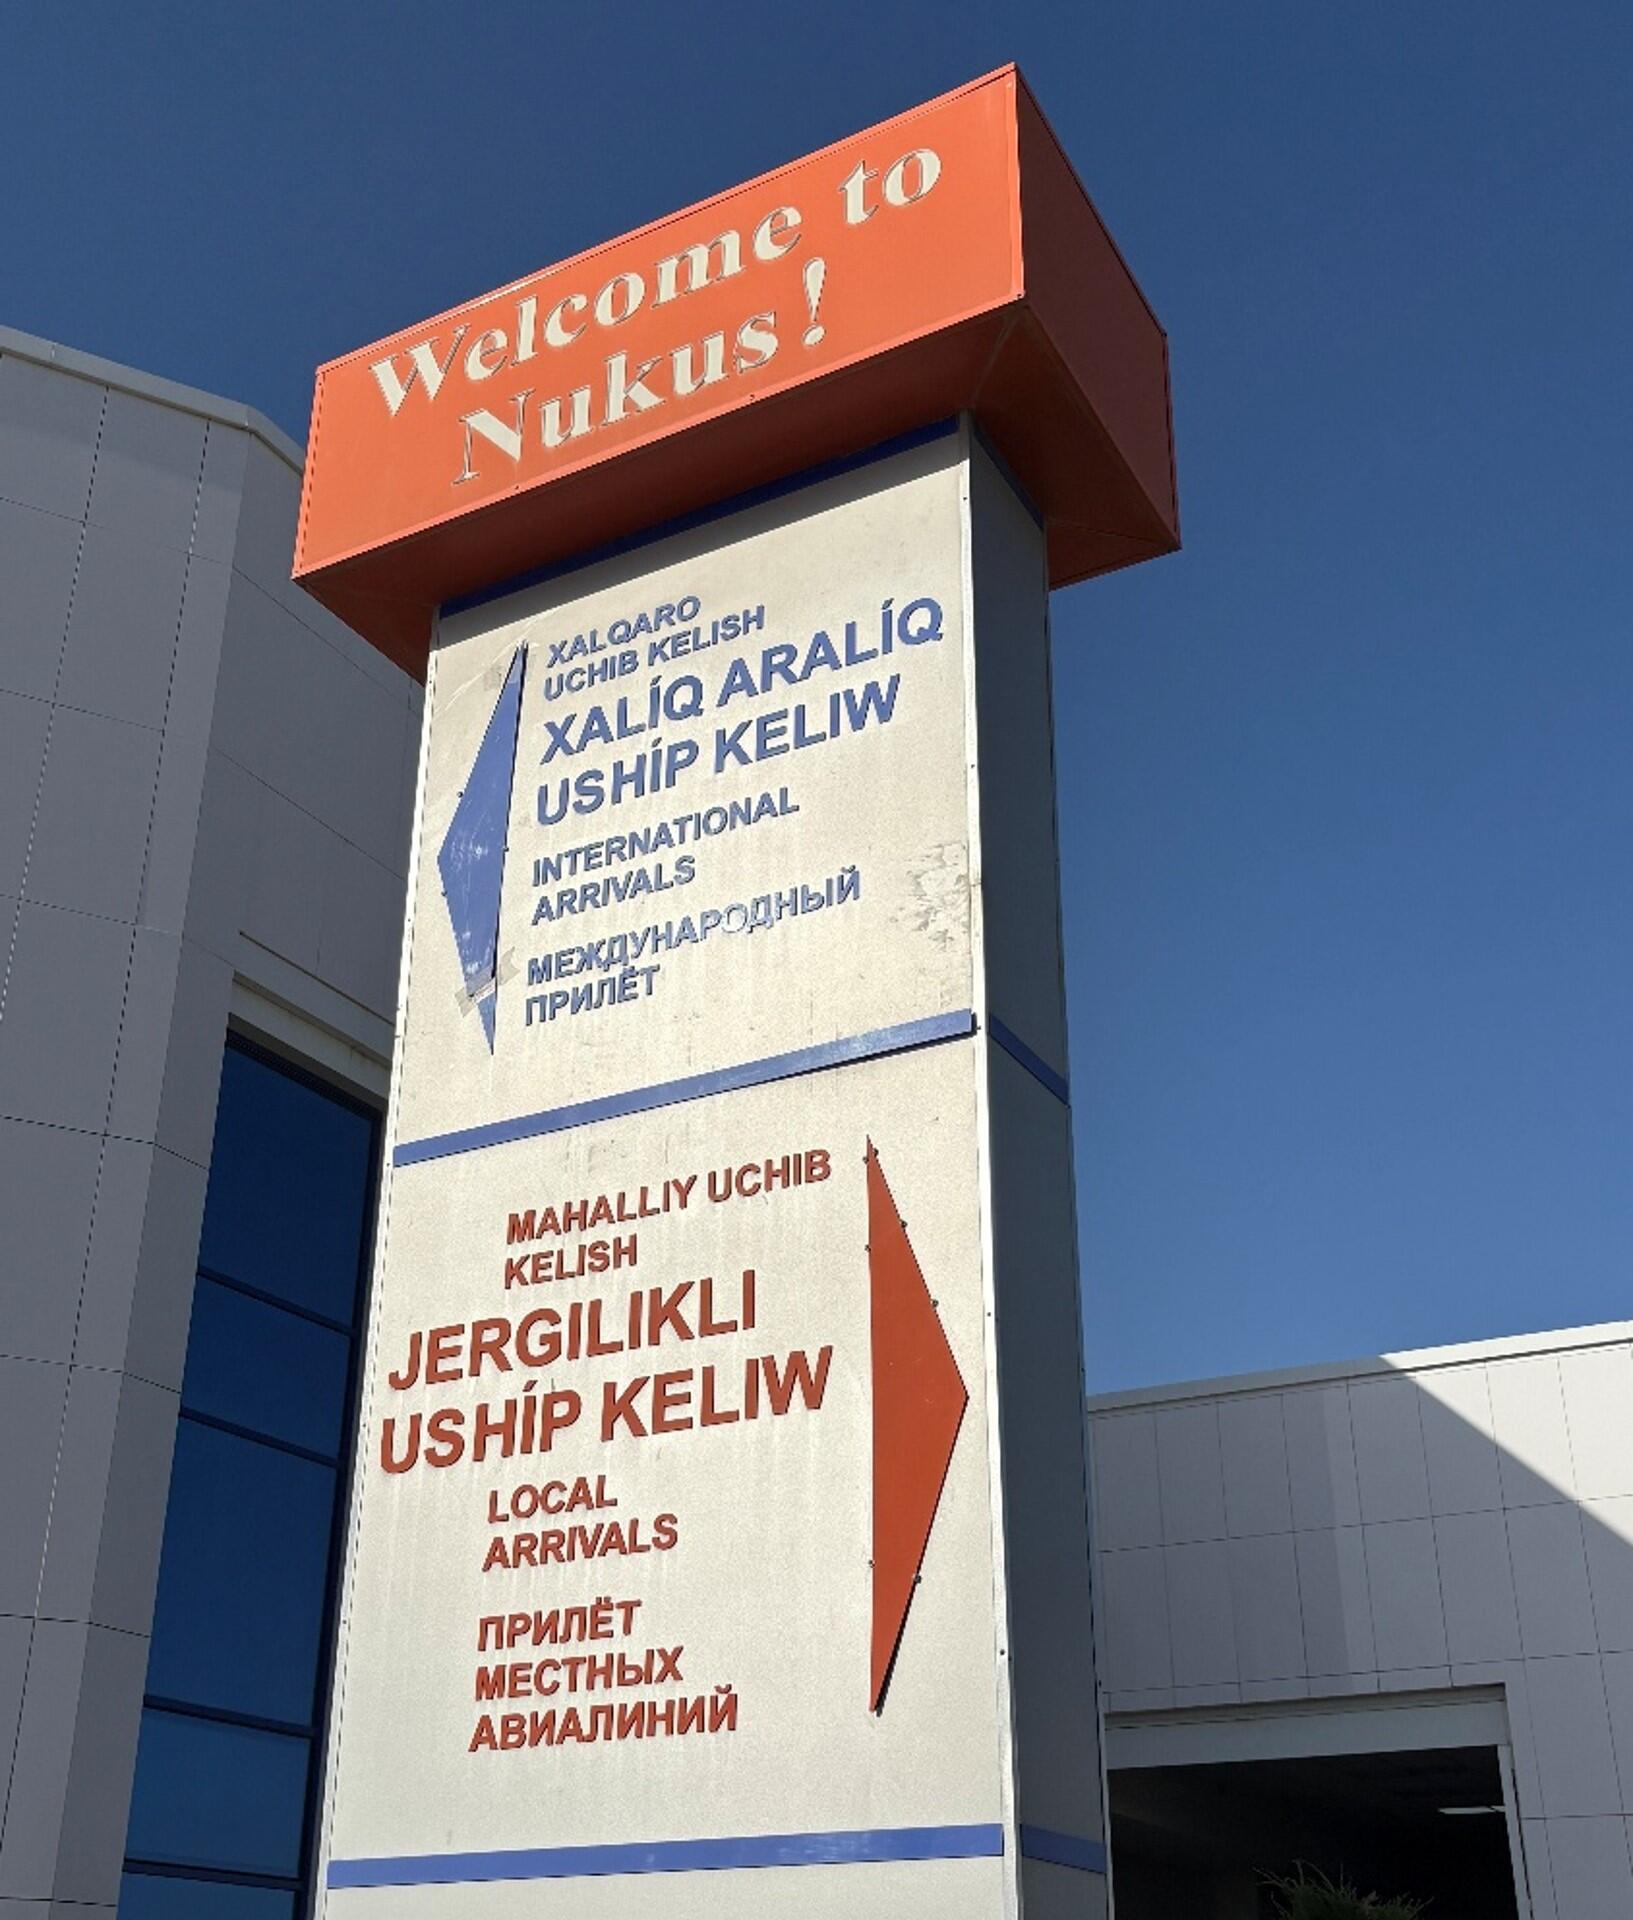 Welcome to
Nukus!
XALQARO
UCHIB KELISH
XALÍQ ARALÍQ
USHÍP KELIW
INTERNATIONAL
ARRIVALS
МЕЖДУНАРОДНЫЙ
ПРИЛЁТ
MAHALLIY UCHIB
KELISH
JERGILIKLI
USHÍP KELIW
LOCAL
ARRIVALS
ПРИЛЁТ
МЕСТНЫХ
АВИАЛИНИЙ